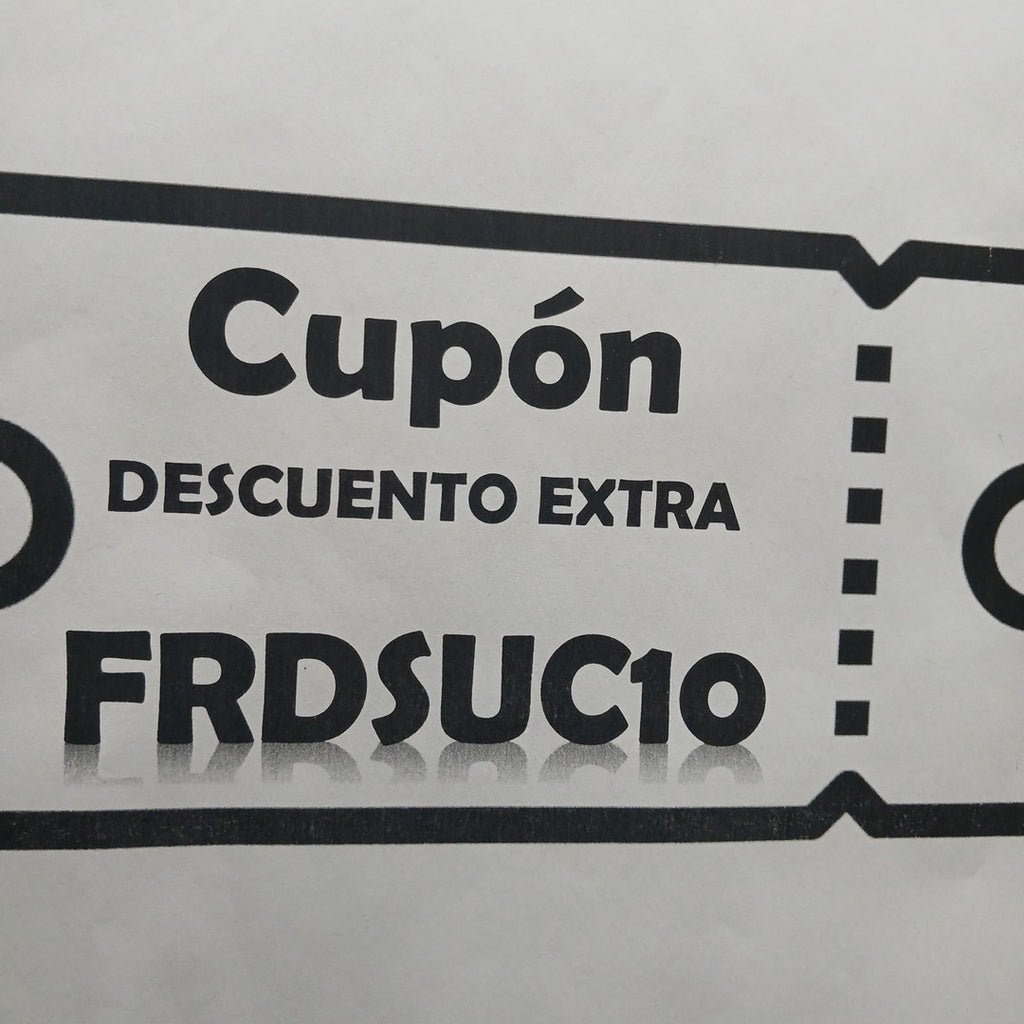 Cupón
DESCUENTO EXTRA
FRDSUC10